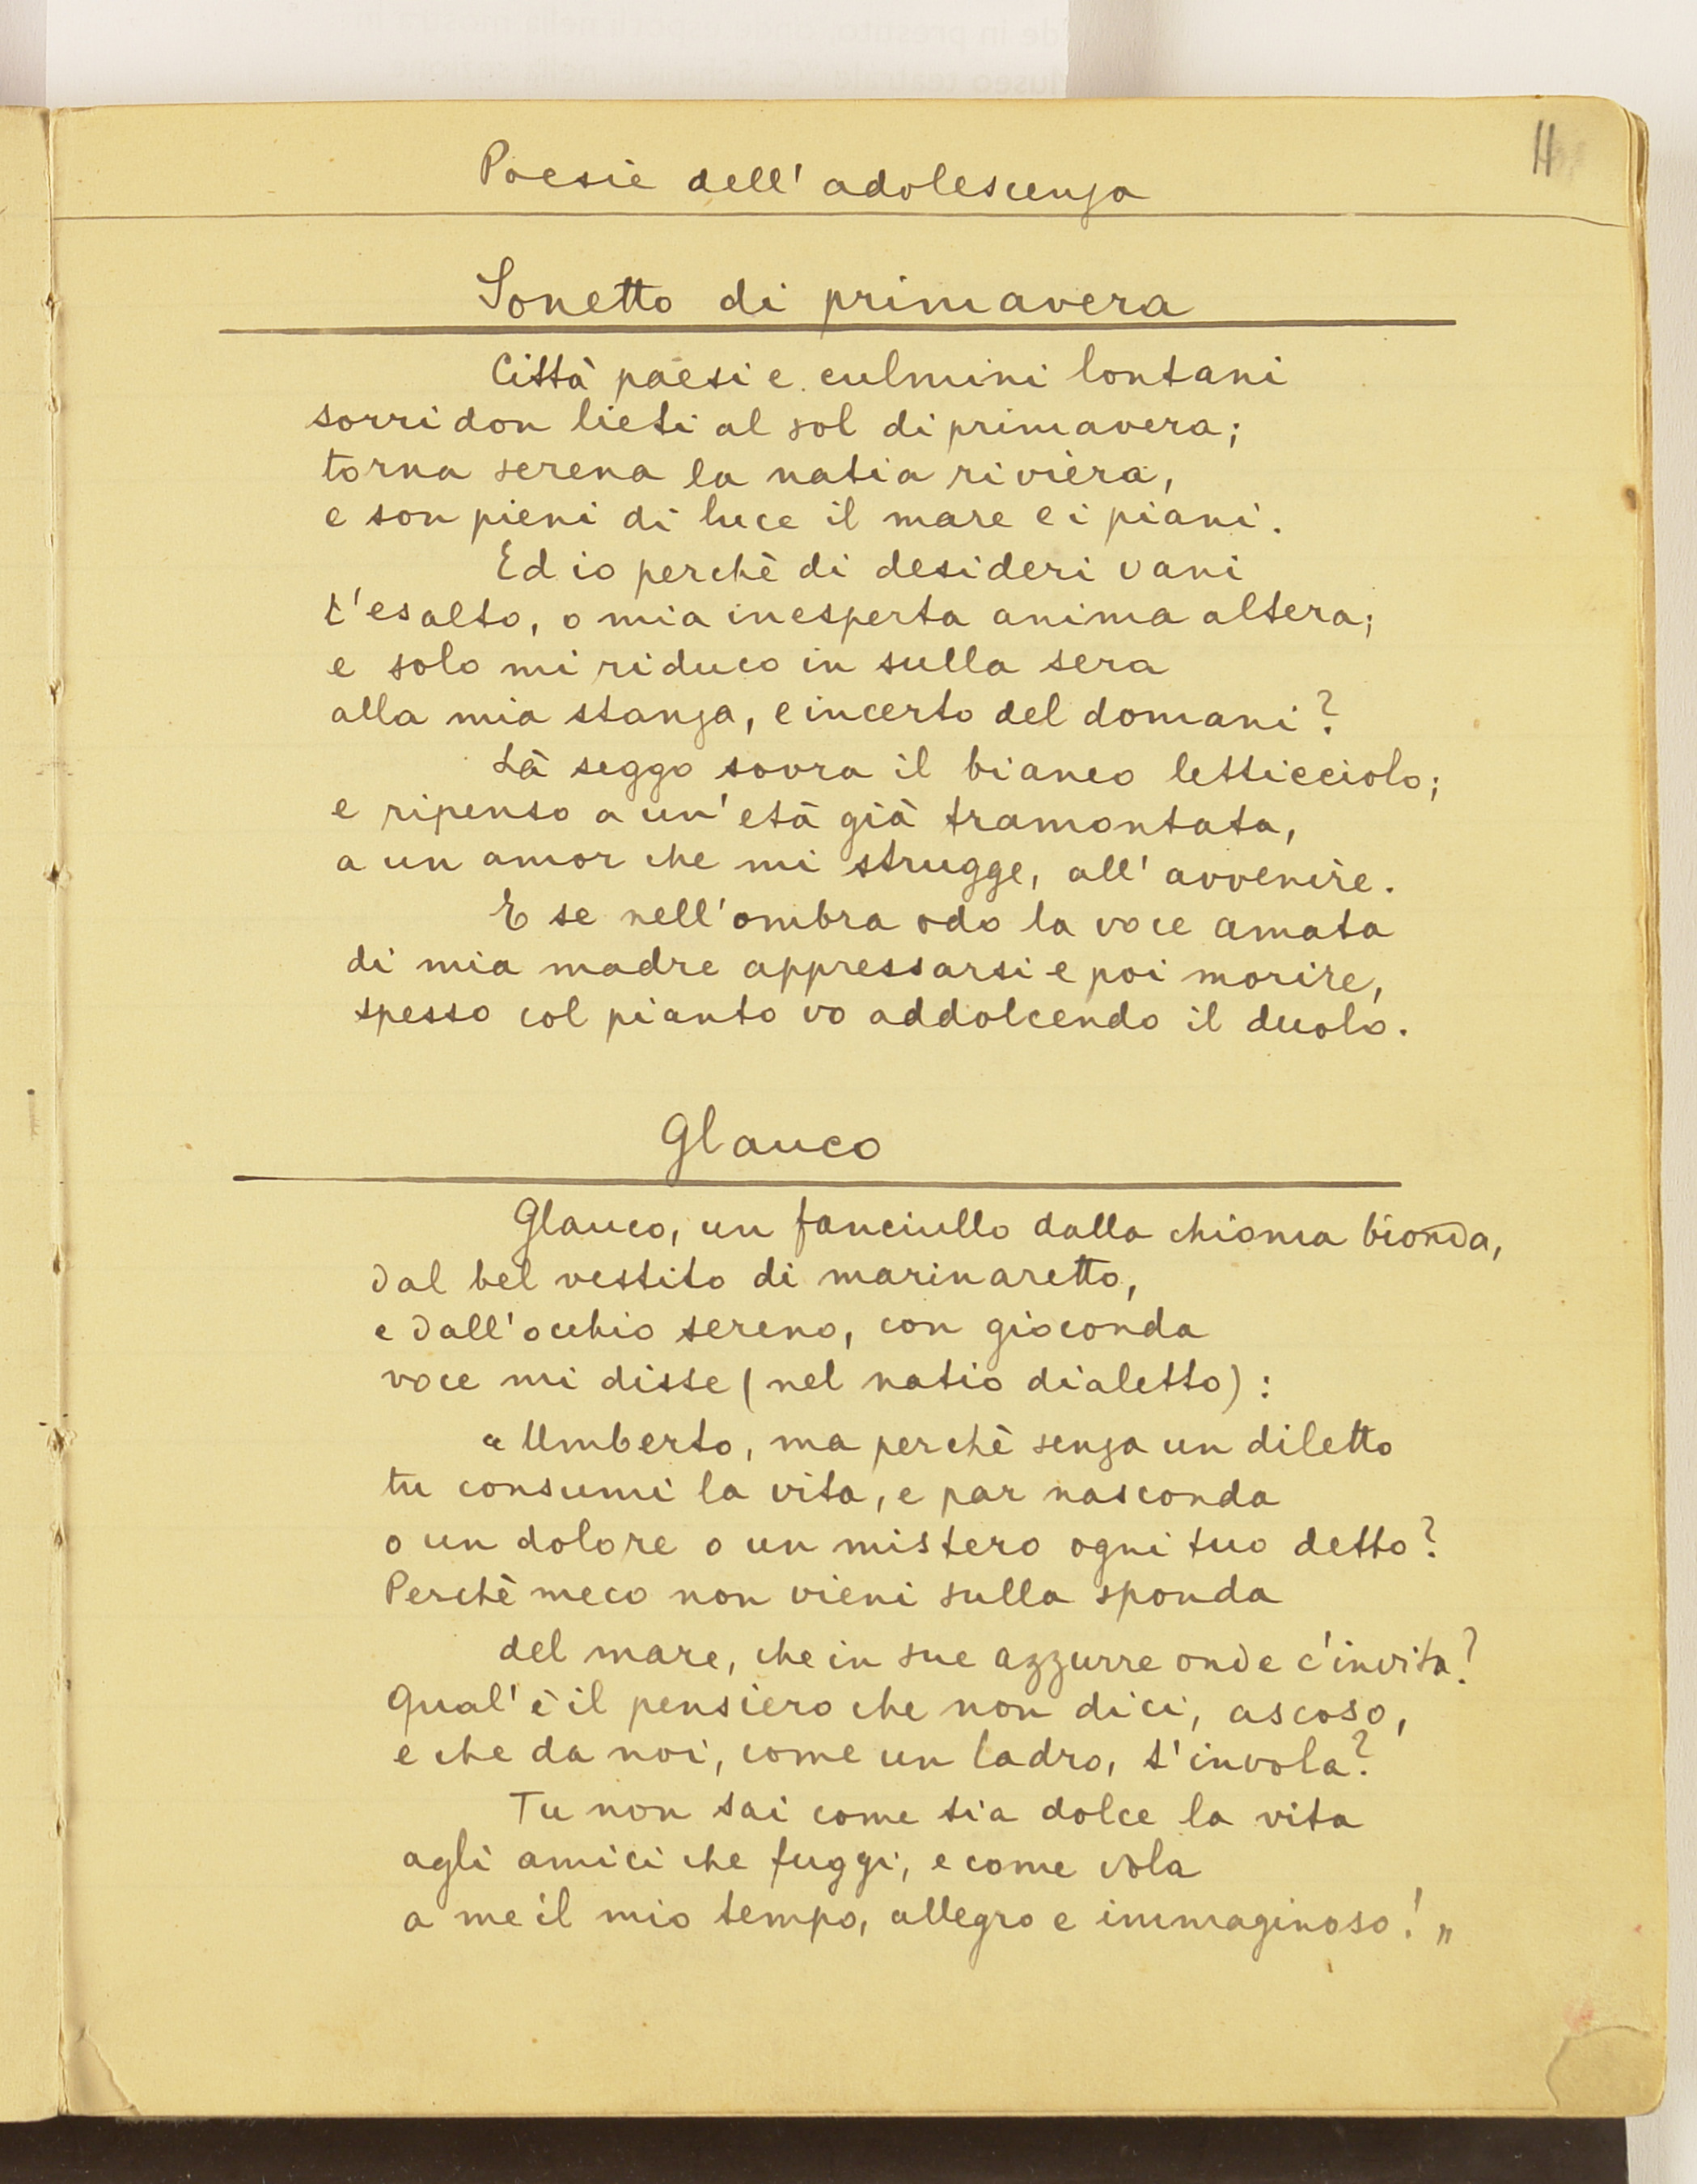 11
Poesie dell'adolescenza
Sonetto di primavera
Città paesi e culmini lontani
sorridon lieti al sol di primavera;
torna serena la natia riviera,
e son pieni di luce il mare e i piani.
Ed io perchè di desideri vani
t'esalto, o mia inesperta anima altera;
e solo mi riduco in sulla sera
alla mia stanza, e incerto del domani?
Là seggo sovra il bianco letticciolo;
e ripenso a un'età già tramontata,
a un amor che mi strugge, all'avvenire.
E se nell'ombra odo la voce amata
di mia madre appressarsi e poi morire,
spesso col pianto vo addolcendo il duolo.
Glauco
Glauco, un fanciullo dalla chioma bionda,
dal bel vestito di marinaretto,
e dall'occhio sereno, con gioconda
voce mi disse (nel natio dialetto):
« Umberto, ma perchè senza un diletto
tu consumi la vita, e par nasconda
o un dolore o un mistero ogni tuo detto?
Perchè meco non vieni sulla sponda
del mare, che in sue azzurre onde c'invita?
Qual'è il pensiero che non dici, ascoso,
e che da noi, come un ladro, t'invola?
Tu non sai come sia dolce la vita
agli amici che fuggi, e come vola
a me il mio tempo, allegro e immaginoso! „